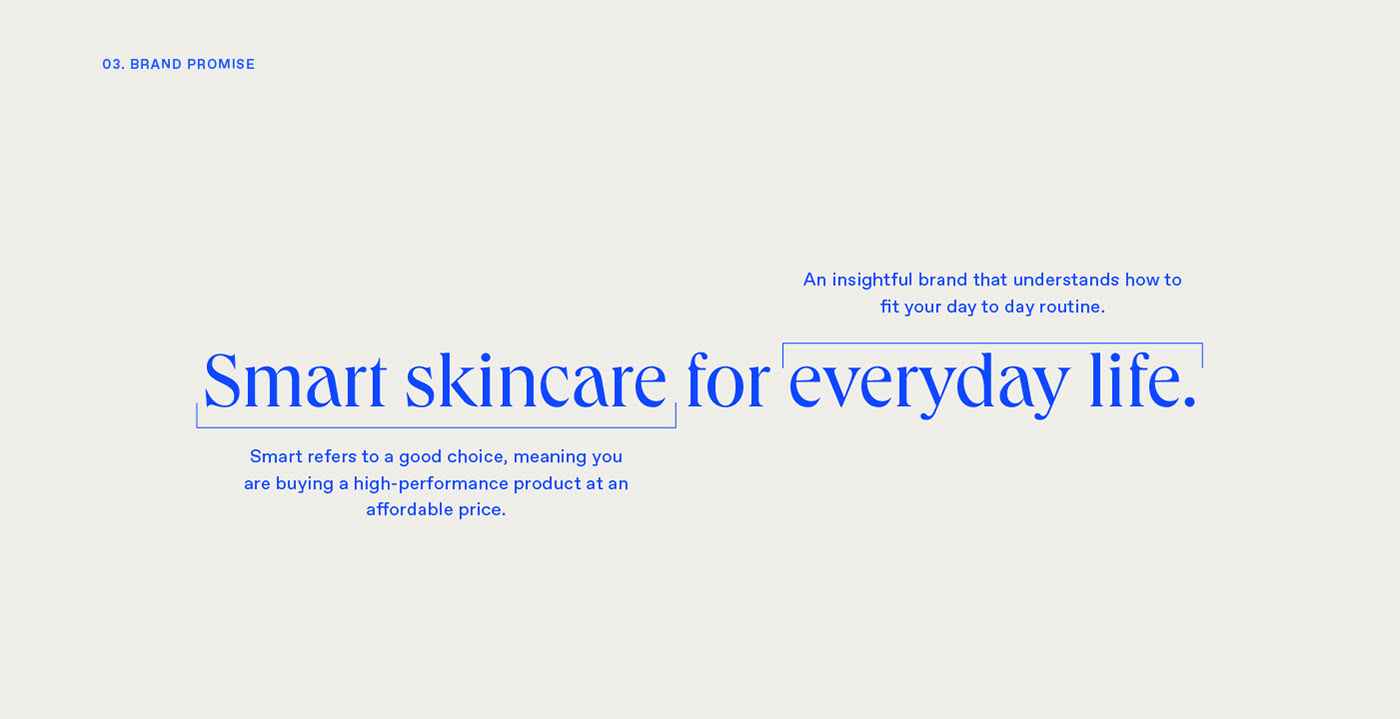 03. BRAND PROMISE
An insightful brand that understands how to
fit your day to day routine.
Smart skincare for everyday life.
Smart refers to a good choice, meaning you
are buying a high-performance product at an
affordable price.